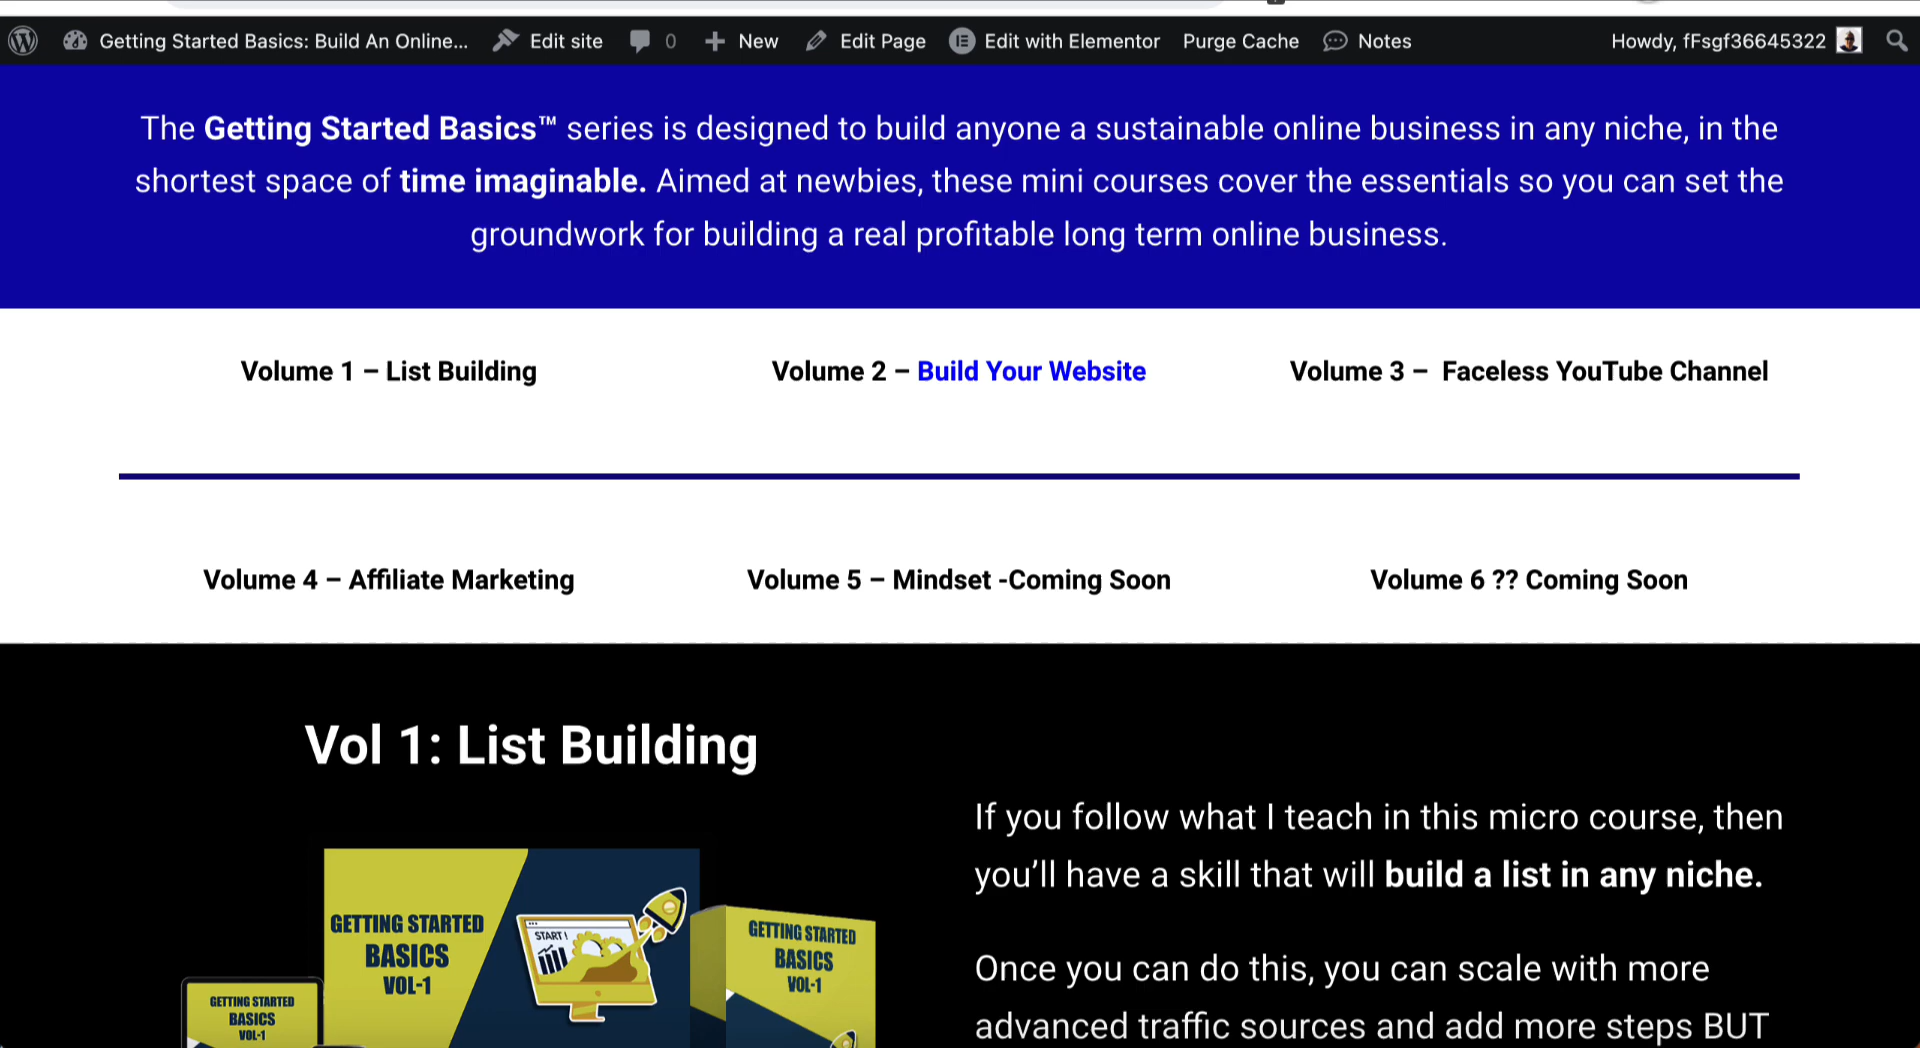 Getting Started Basics: Build An Online... Edit site 0 New Edit Page Edit with Elementor Purge Cache Notes Howdy, fFsgf36645322
The Getting Started Basics™ series is designed to build anyone a sustainable online business in any niche, in the
shortest space of time imaginable. Aimed at newbies, these mini courses cover the essentials so you can set the
groundwork for building a real profitable long term online business.
Volume 1 – List Building
Volume 2 – Build Your Website
Volume 3 – Faceless YouTube Channel
Volume 4 – Affiliate Marketing
Volume 5 – Mindset -Coming Soon
Volume 6 ?? Coming Soon
Vol 1: List Building
GETTING STARTED
BASICS
VOL-1
START !
GETTING STARTED
BASICS
VOL-1
GETTING STARTED
BASICS
VOL-1
If you follow what I teach in this micro course, then
you’ll have a skill that will build a list in any niche.
Once you can do this, you can scale with more
advanced traffic sources and add more steps BUT